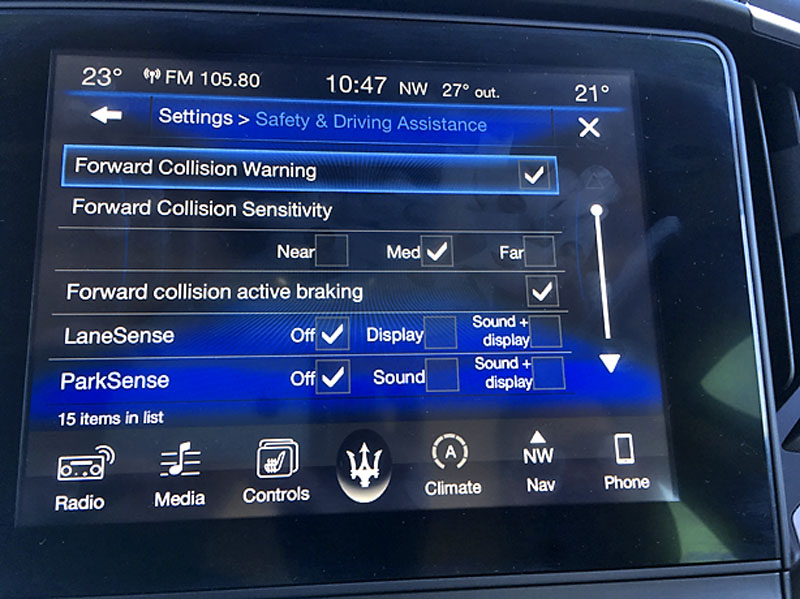 23° FM 105.80 10:47 NW 27° out. 21°
Settings > Safety & Driving Assistance
Forward Collision Warning
Forward Collision Sensitivity
Near Med Far
Forward collision active braking
LaneSense Off Display Sound + display
ParkSense Off Sound Sound + display
15 items in list
A NW
Radio Media Controls Climate Nav Phone